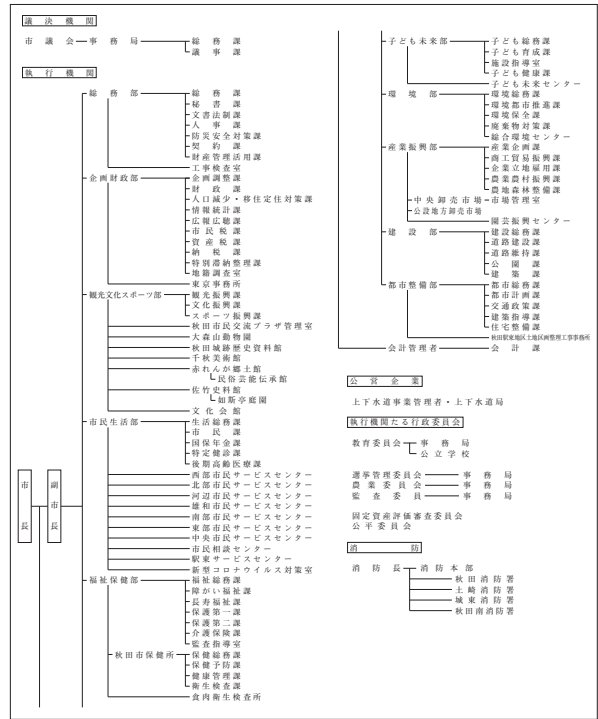 議決機関
市議会 事務局 総務課
議事課
執行機関
市長
副市長
総務部 総務課
秘書課
文書法制課
人事課
防災安全対策課
契約課
財産管理活用課
工事検査室
企画財政部 企画調整課
財政課
人口減少・移住定住対策課
情報統計課
広報広聴課
市民税課
資産税課
納税課
特別滞納整理課
地籍調査室
東京事務所
観光文化スポーツ部 観光振興課
文化振興課
スポーツ振興課
秋田市民交流プラザ管理室
大森山動物園
秋田城跡歴史資料館
千秋美術館
赤れんが郷土館
民俗芸能伝承館
佐竹史料館
如斯亭庭園
文化会館
市民生活部 生活総務課
市民課
国保年金課
特定健診課
後期高齢医療課
西部市民サービスセンター
北部市民サービスセンター
河辺市民サービスセンター
雄和市民サービスセンター
南部市民サービスセンター
東部市民サービスセンター
中央市民サービスセンター
市民相談センター
駅東サービスセンター
新型コロナウイルス対策室
福祉保健部 福祉総務課
障がい福祉課
長寿福祉課
保護第一課
保護第二課
介護保険課
監査指導室
秋田市保健所 保健総務課
保健予防課
健康管理課
衛生検査課
食肉衛生検査所
子ども未来部 子ども総務課
子ども育成課
施設指導室
子ども健康課
子ども未来センター
環境部 環境総務課
環境都市推進課
環境保全課
廃棄物対策課
総合環境センター
産業振興部 産業企画課
商工貿易振興課
企業立地雇用課
農業農村振興課
農地森林整備課
中央卸売市場 市場管理室
公設地方卸売市場
園芸振興センター
建設部 建設総務課
道路建設課
道路維持課
公園課
建築課
都市整備部 都市総務課
都市計画課
交通政策課
建築指導課
住宅整備課
秋田駅東地区土地区画整理工事事務所
会計管理者 会計課
公営企業
上下水道事業管理者・上下水道局
執行機関たる行政委員会
教育委員会 事務局
公立学校
選挙管理委員会 事務局
農業委員会 事務局
監査委員 事務局
固定資産評価審査委員会
公平委員会
消防
消防長 消防本部
秋田消防署
土崎消防署
城東消防署
秋田南消防署